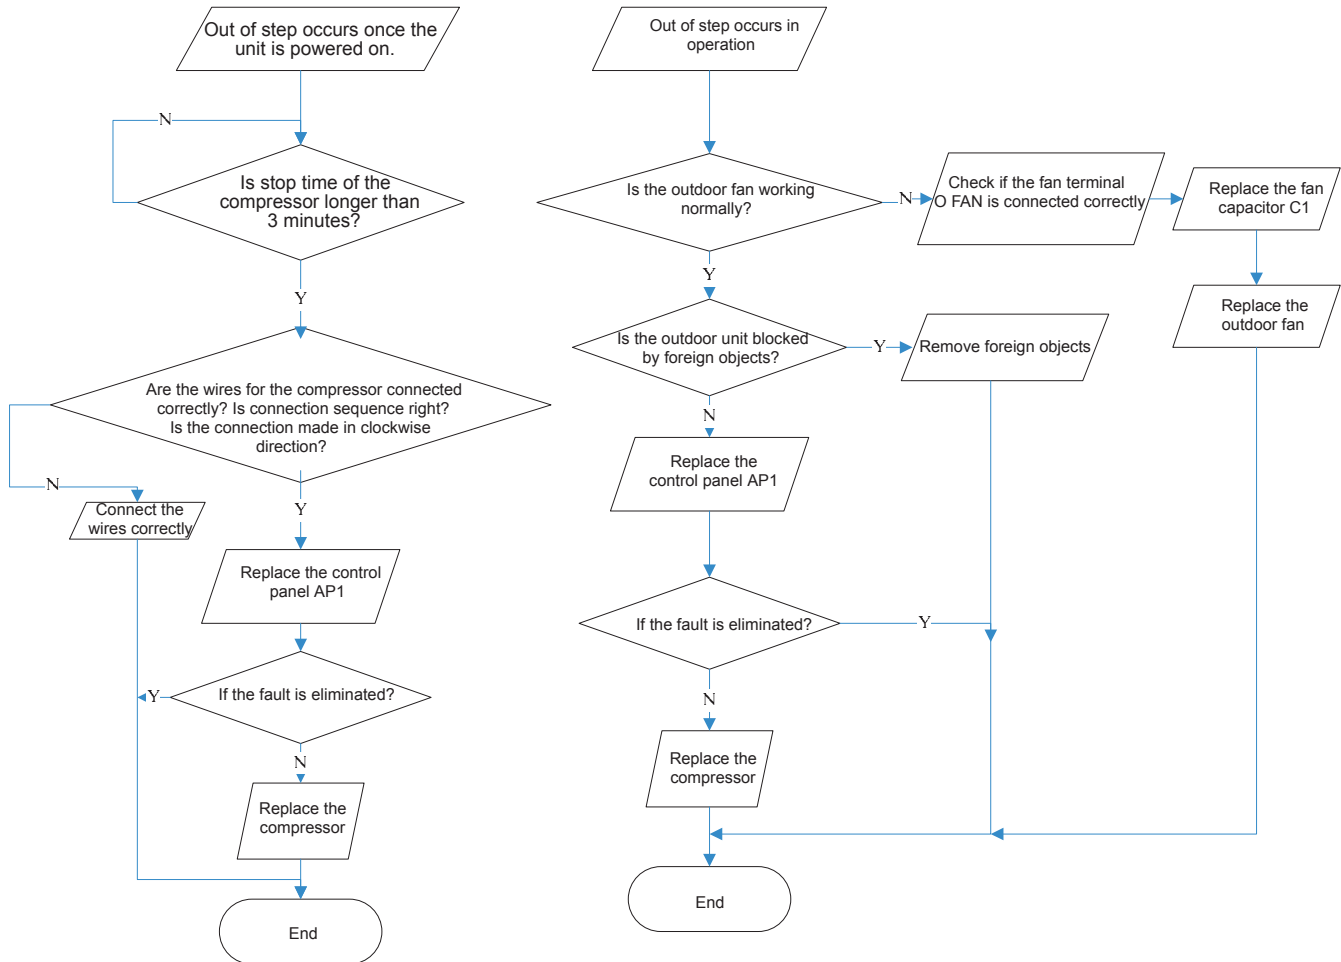 Out of step occurs once the
unit is powered on.
N
Is stop time of the
compressor longer than
3 minutes?
Y
Are the wires for the compressor connected
correctly? Is connection sequence right?
Is the connection made in clockwise
direction?
N
Connect the
wires correctly
Y
Replace the control
panel AP1
If the fault is eliminated?
Y
N
Replace the
compressor
End
Out of step occurs in
operation
Is the outdoor fan working
normally?
N
Check if the fan terminal
O FAN is connected correctly
Replace the fan
capacitor C1
Replace the
outdoor fan
Y
Is the outdoor unit blocked
by foreign objects?
Y
Remove foreign objects
N
Replace the
control panel AP1
If the fault is eliminated?
Y
N
Replace the
compressor
End